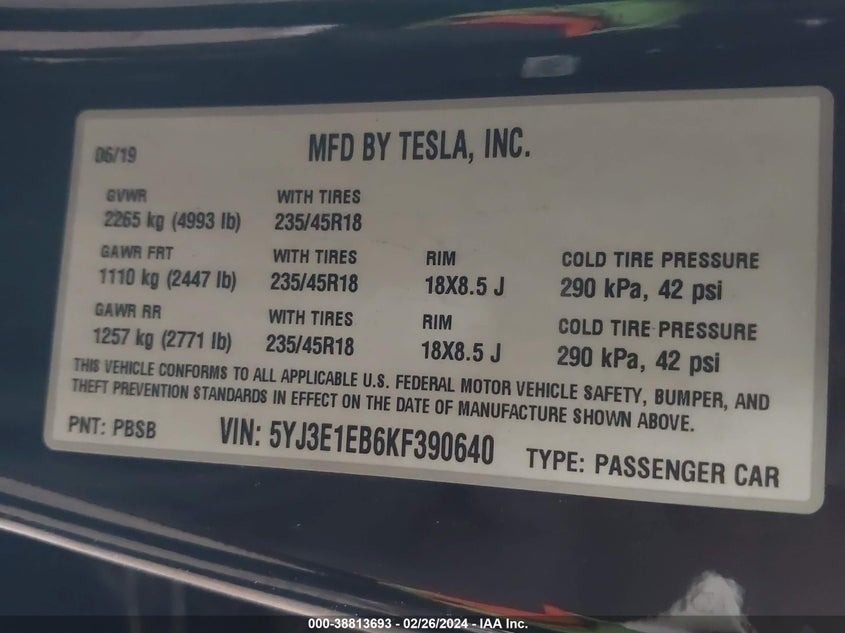 06/19 MFD BY TESLA, INC.
GVWR WITH TIRES
2265 kg (4993 lb) 235/45R18
GAWR FRT WITH TIRES RIM COLD TIRE PRESSURE
1110 kg (2447 lb) 235/45R18 18X8.5 J 290 kPa, 42 psi
GAWR RR WITH TIRES RIM COLD TIRE PRESSURE
1257 kg (2771 lb) 235/45R18 18X8.5 J 290 kPa, 42 psi
THIS VEHICLE CONFORMS TO ALL APPLICABLE U.S. FEDERAL MOTOR VEHICLE SAFETY, BUMPER, AND
THEFT PREVENTION STANDARDS IN EFFECT ON THE DATE OF MANUFACTURE SHOWN ABOVE.
PNT: PBSB VIN: 5YJ3E1EB6KF390640 TYPE: PASSENGER CAR
000-38813693 - 02/26/2024 - IAA Inc.